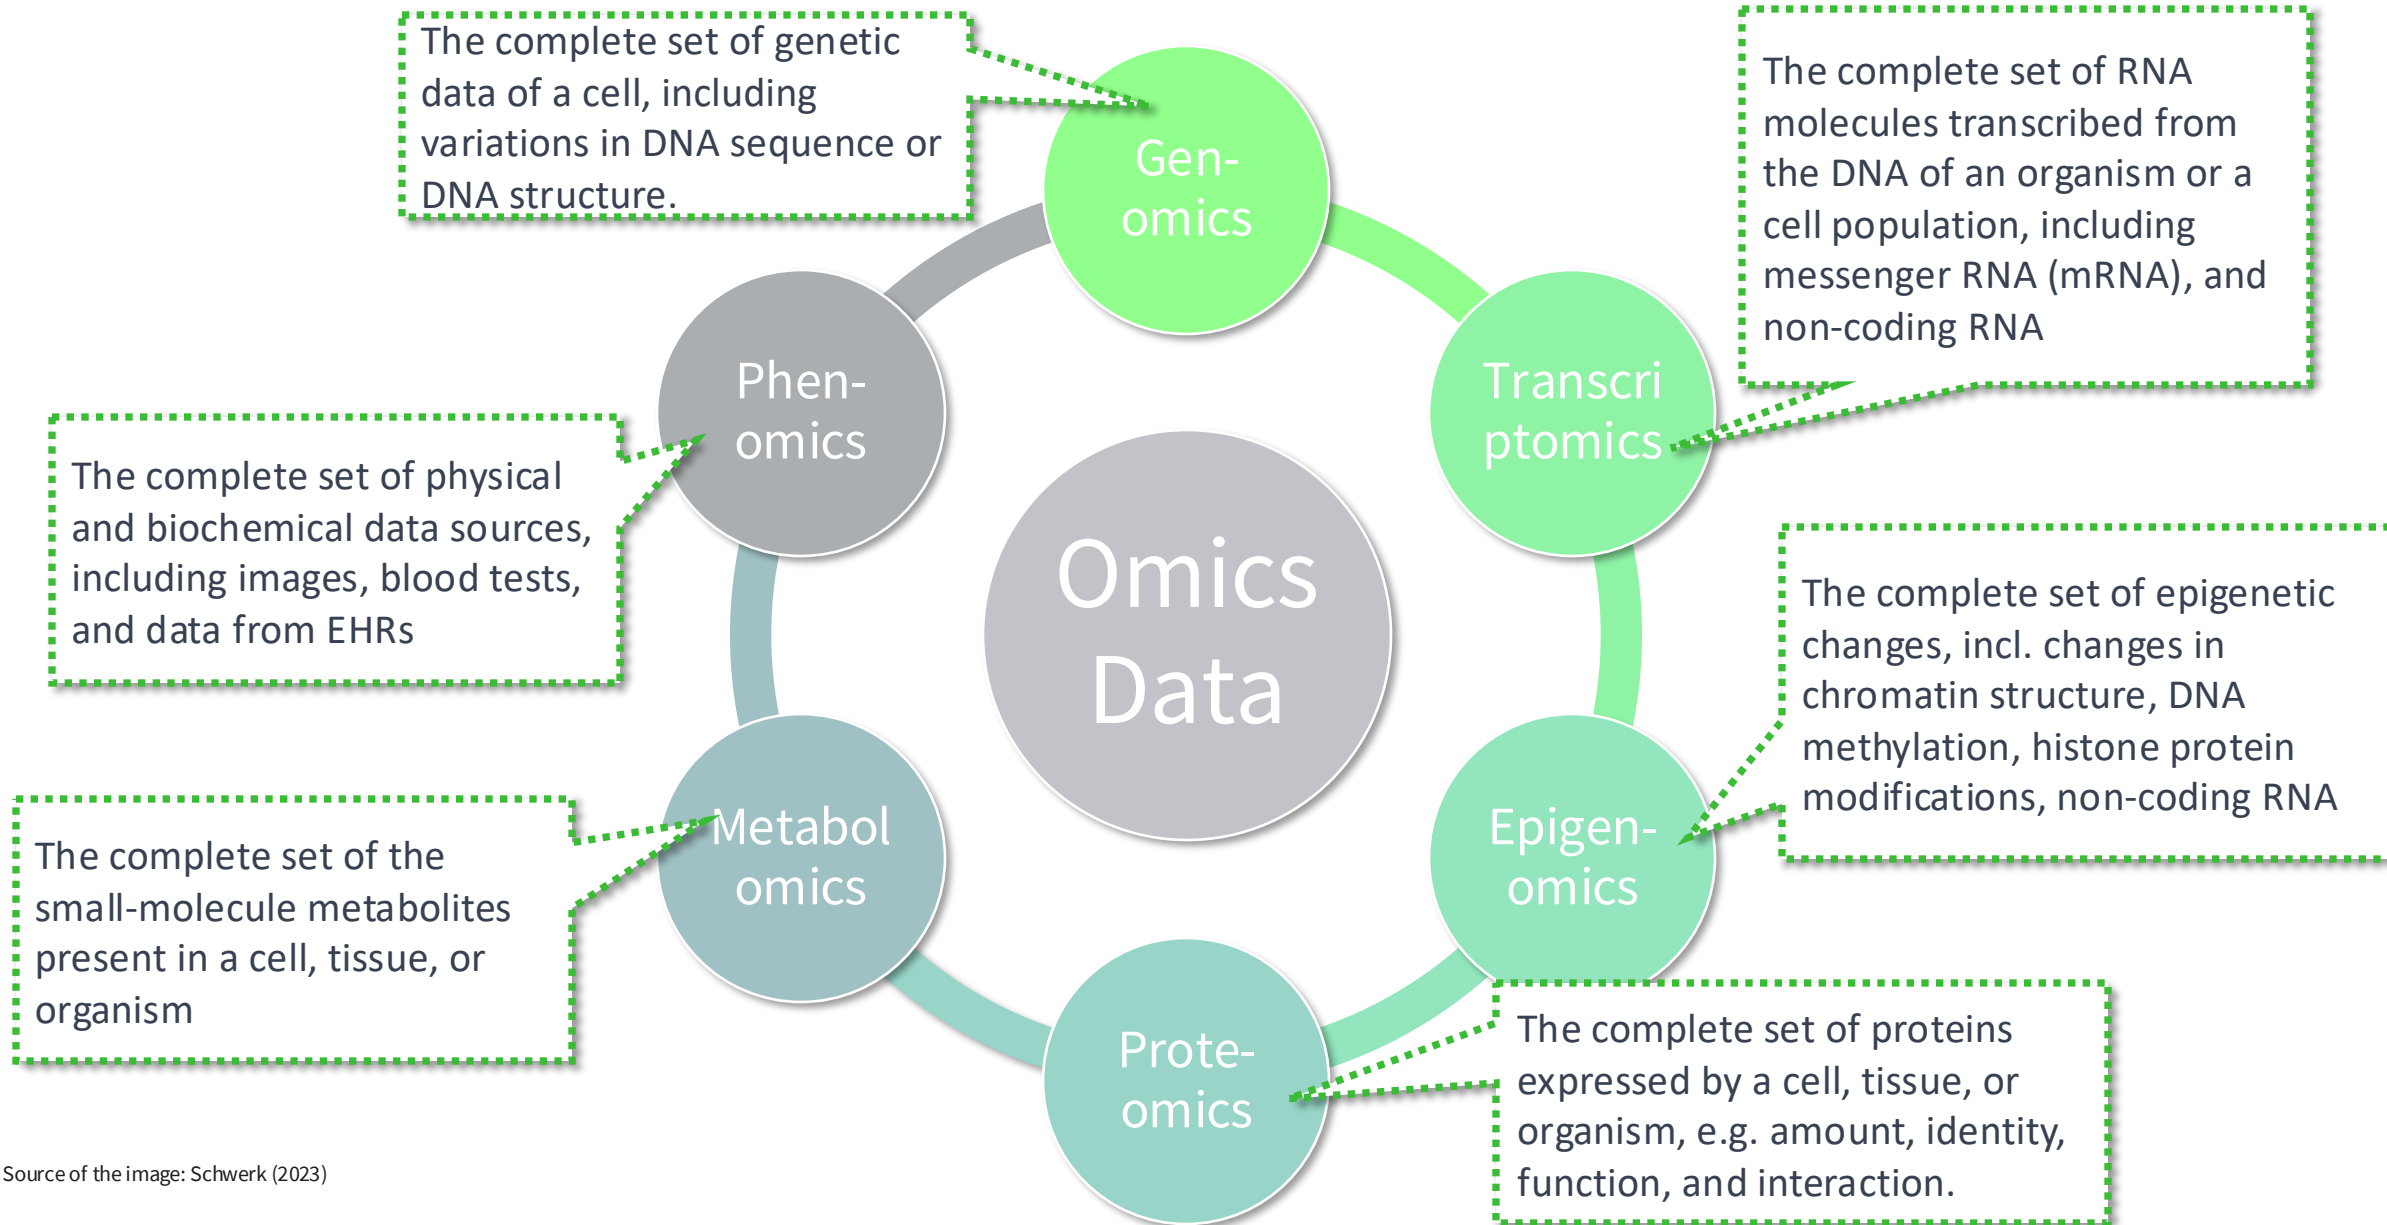 The complete set of genetic
data of a cell, including
variations in DNA sequence or
DNA structure.
Gen-
omics
The complete set of RNA
molecules transcribed from
the DNA of an organism or a
cell population, including
messenger RNA (mRNA), and
non-coding RNA
Transcri
ptomics
Phen-
omics
The complete set of physical
and biochemical data sources,
including images, blood tests,
and data from EHRs
Omics
Data
The complete set of epigenetic
changes, incl. changes in
chromatin structure, DNA
methylation, histone protein
modifications, non-coding RNA
Epigen-
omics
Metabol
omics
The complete set of the
small-molecule metabolites
present in a cell, tissue, or
organism
Prote-
omics
The complete set of proteins
expressed by a cell, tissue, or
organism, e.g. amount, identity,
function, and interaction.
Source of the image: Schwerk (2023)